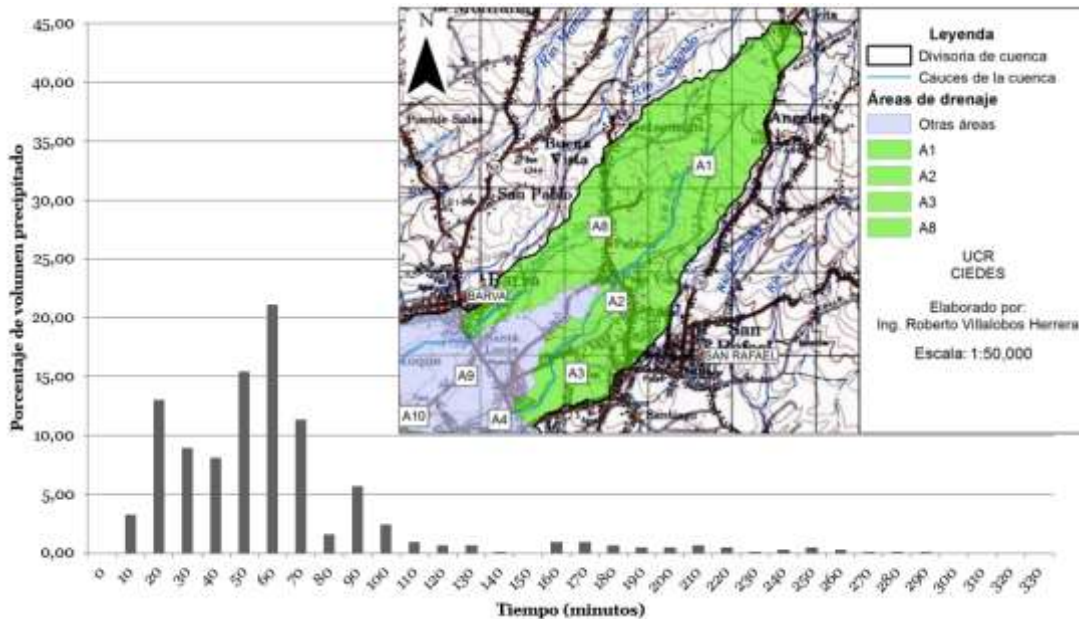 Porcentaje de volumen precipitado
45,00
40,00
35,00
30,00
25,00
20,00
15,00
10,00
5,00
0,00
0
10
20
30
40
50
60
70
80
90
100
110
120
130
140
150
160
170
180
190
200
210
220
230
240
250
260
270
280
290
300
310
320
330
Tiempo (minutos)
N
Puente Salas
Buena
Vista
San Pablo
Angeles
A1
A8
A2
BARVA
A3
A9
A10
A4
San
Rafael
SAN RAFAEL
Santiago
Leyenda
Divisoria de cuenca
Cauces de la cuenca
Áreas de drenaje
Otras áreas
A1
A2
A3
A8
UCR
CIEDES
Elaborado por:
Ing. Roberto Villalobos Herrera
Escala: 1:50,000